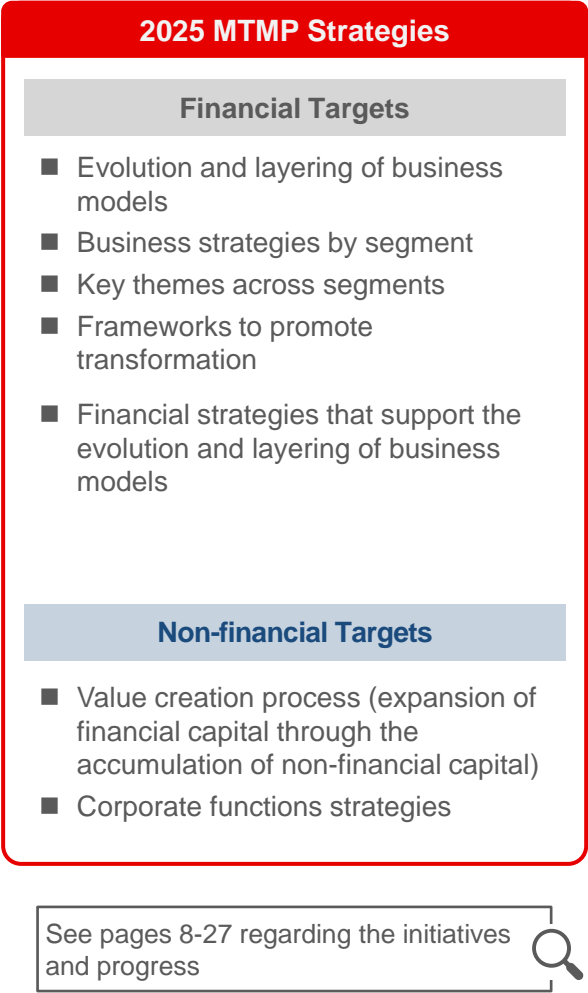 2025 MTMP Strategies
Financial Targets
■ Evolution and layering of business
models
■ Business strategies by segment
■ Key themes across segments
■ Frameworks to promote
transformation
■ Financial strategies that support the
evolution and layering of business
models
Non-financial Targets
■ Value creation process (expansion of
financial capital through the
accumulation of non-financial capital)
■ Corporate functions strategies
See pages 8-27 regarding the initiatives
and progress